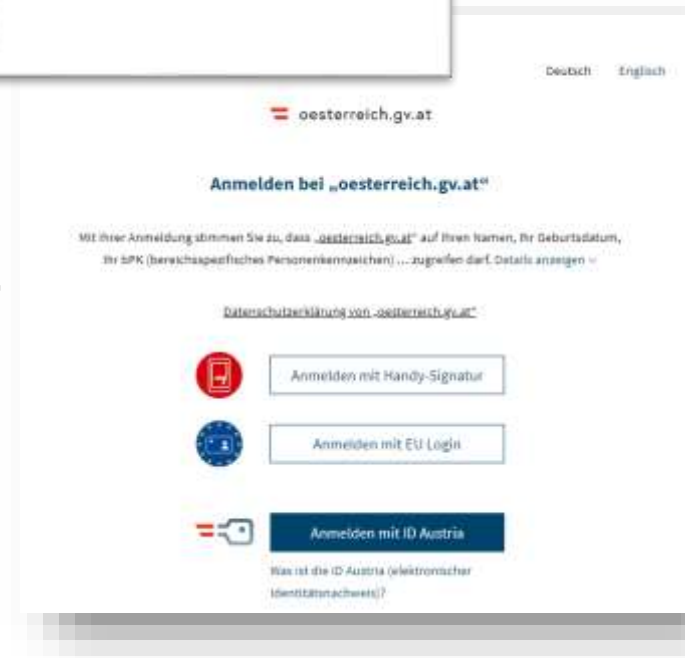 Deutsch Englisch
oesterreich.gv.at
Anmelden bei „oesterreich.gv.at“
Mit Ihrer Anmeldung stimmen Sie zu, dass „oesterreich.gv.at“ auf Ihren Namen, Ihr Geburtsdatum,
Ihr bPK (bereichsspezifisches Personenkennzeichen) ... zugreifen darf. Details anzeigen
Datenschutzerklärung von „oesterreich.gv.at“
Anmelden mit Handy-Signatur
Anmelden mit EU Login
Anmelden mit ID Austria
Was ist die ID Austria (elektronischer
Identitätsnachweis)?